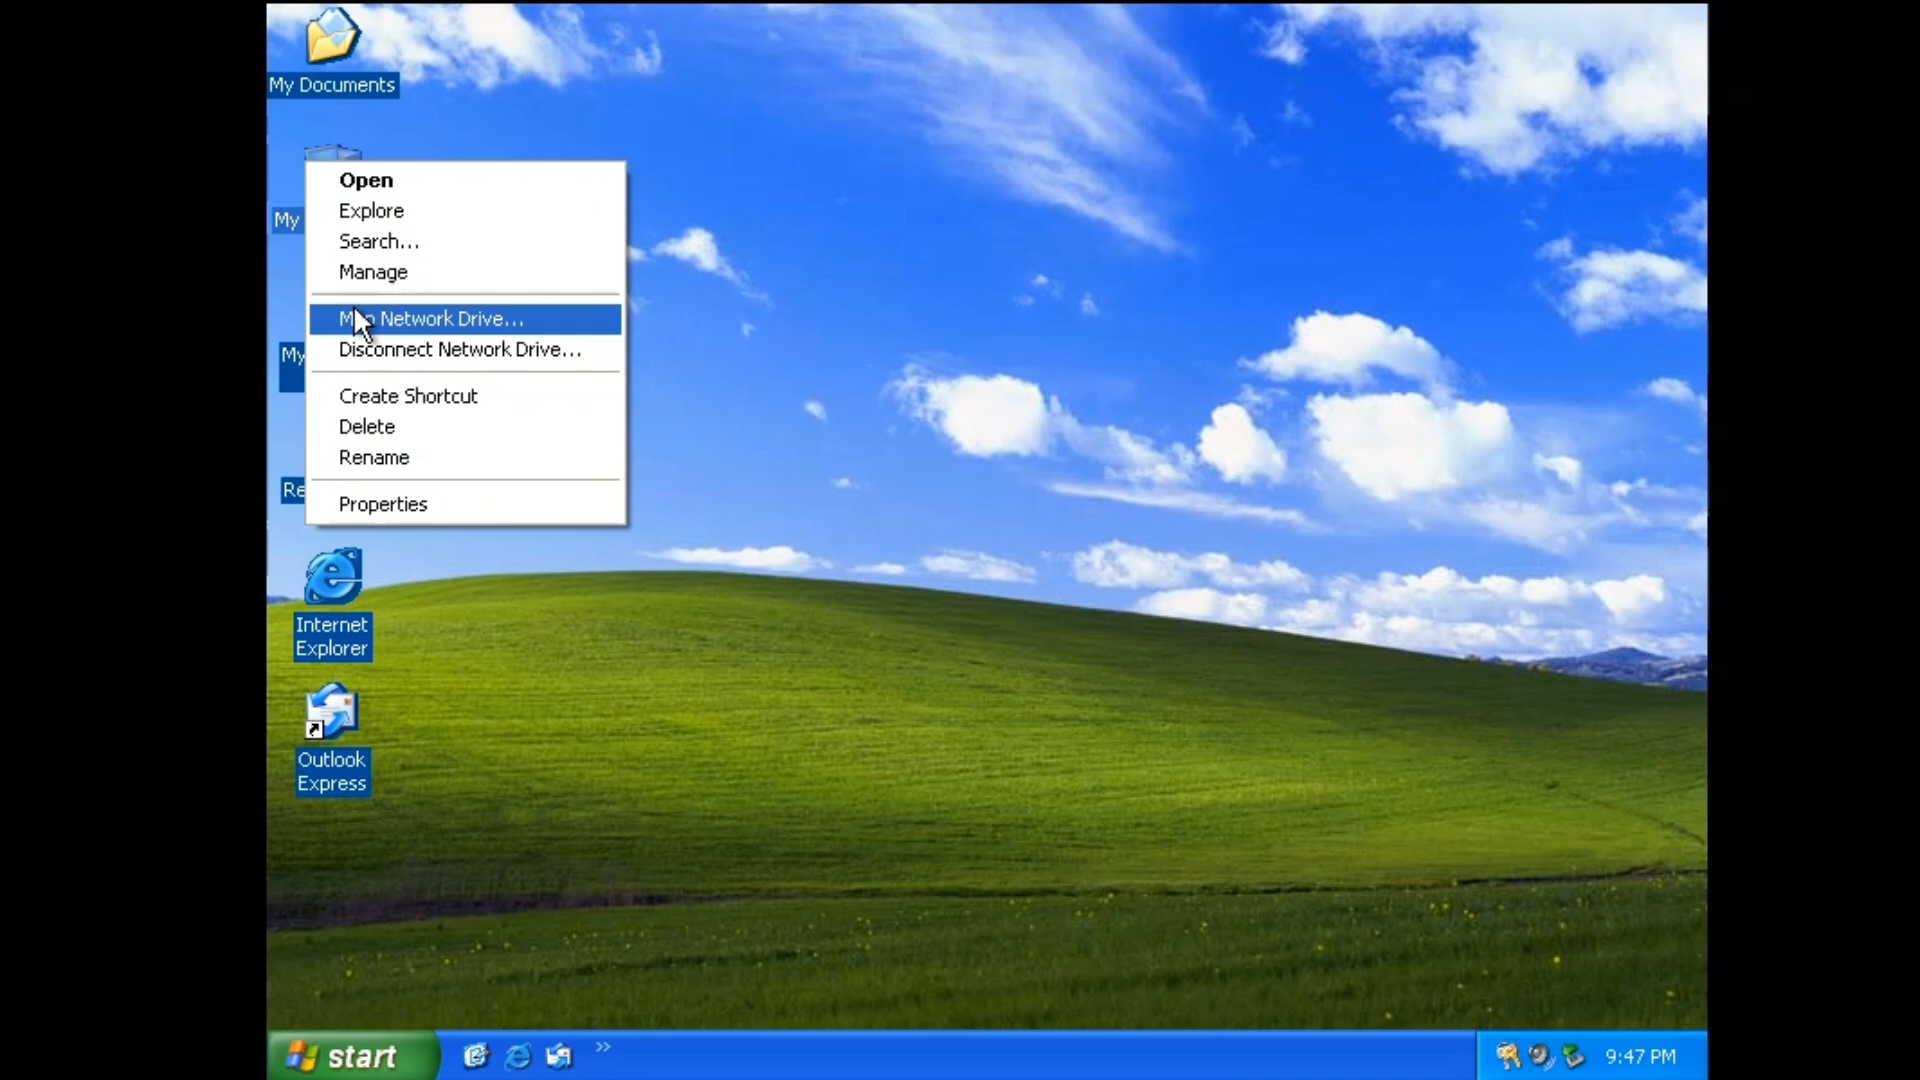 My Documents
Open
Explore
Search...
Manage
My
Network Drive...
Disconnect Network Drive...
My
Create Shortcut
Delete
Rename
Re
Properties
Internet
Explorer
Outlook
Express
start
9:47 PM